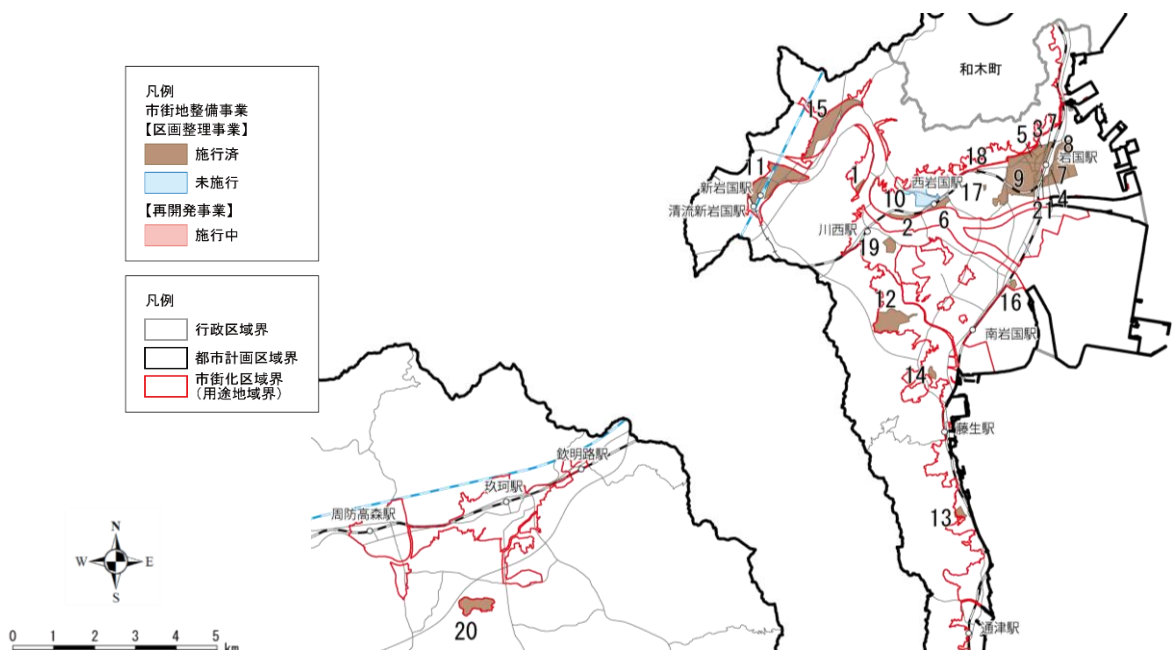 凡例
市街地整備事業
【区画整理事業】
施行済
未施行
【再開発事業】
施行中
凡例
行政区域界
都市計画区域界
市街化区域界
(用途地域界)
和木町
15
5
3
8
18
岩国駅
11
1
9
7
新岩国駅
西岩国駅
17
10
4
清流新岩国駅
2
6
21
川西駅
19
12
16
南岩国駅
14
藤生駅
欽明路駅
玖珂駅
周防高森駅
13
N
W
E
S
20
通津駅
0 1 2 3 4 5
km